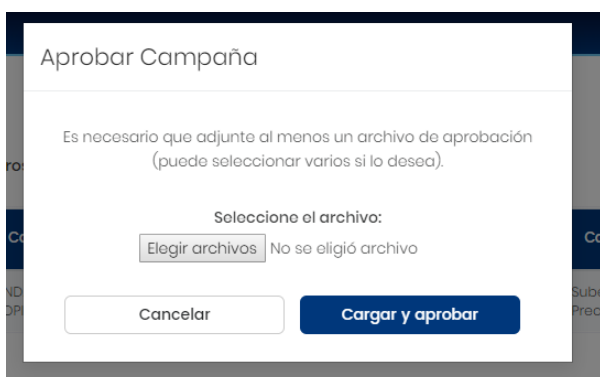 Aprobar Campaña
Es necesario que adjunte al menos un archivo de aprobación
(puede seleccionar varios si lo desea).
Seleccione el archivo:
Elegir archivos No se eligió archivo
Cancelar Cargar y aprobar